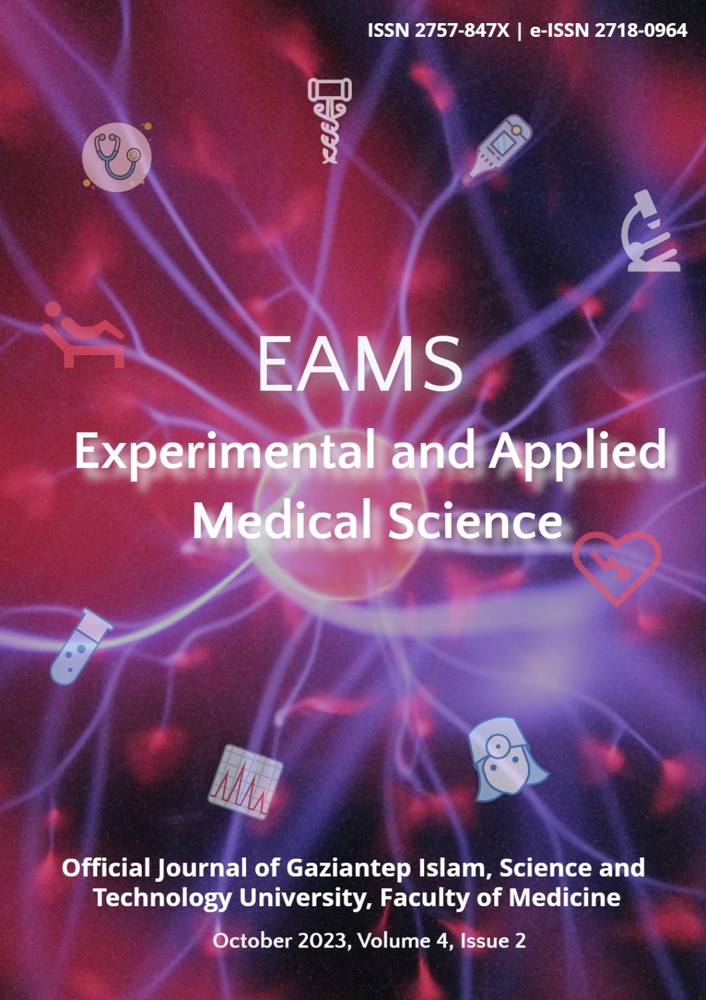 ISSN 2757-847X | e-ISSN 2718-0964
EAMS
Experimental and Applied
Medical Science
Official Journal of Gaziantep Islam, Science and
Technology University, Faculty of Medicine
October 2023, Volume 4, Issue 2